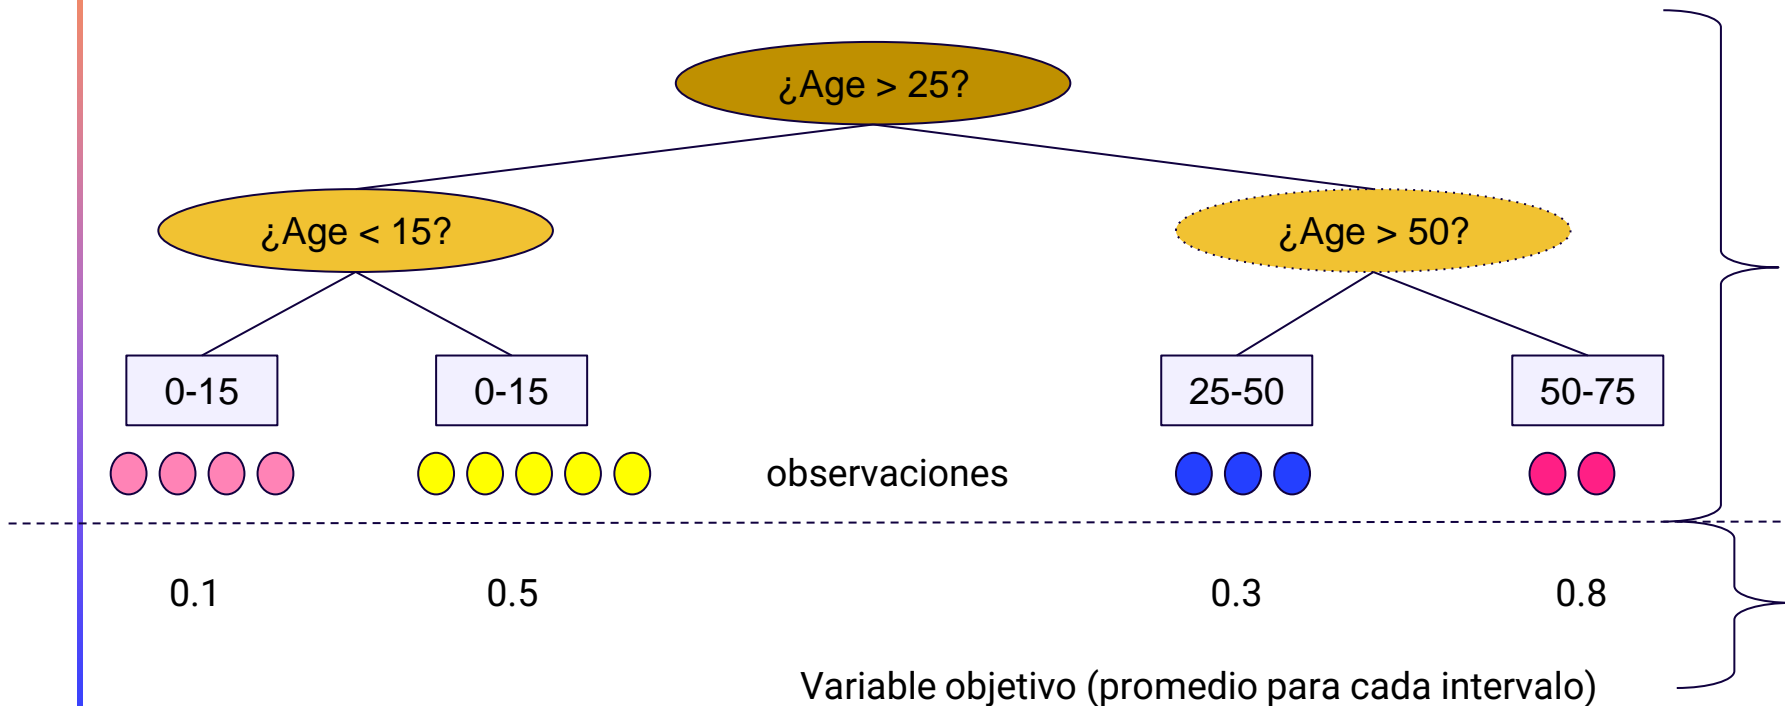 ¿Age > 25?
¿Age < 15?
¿Age > 50?
0-15
0-15
25-50
50-75
observaciones
0.1
0.5
0.3
0.8
Variable objetivo (promedio para cada intervalo)